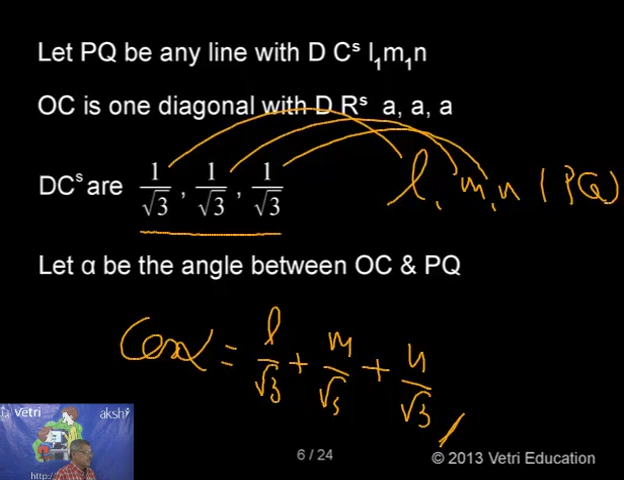 Let PQ be any line with D Cˢ l₁m₁n
OC is one diagonal with D Rˢ a, a, a
DCˢ are 1/√3 , 1/√3 , 1/√3
l, m, n (PQ)
Let α be the angle between OC & PQ
Cosα = l/√3 + m/√3 + n/√3
vetri akshi
http:/
6 / 24
© 2013 Vetri Education